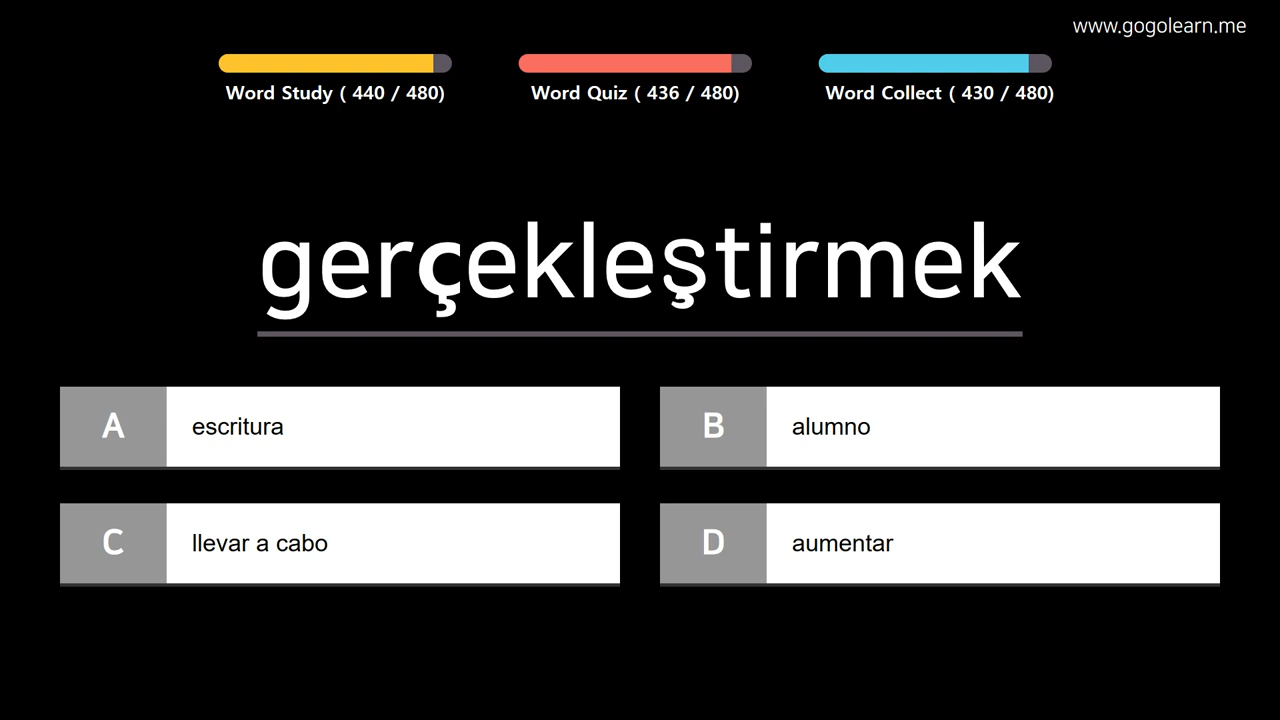 www.gogolearn.me
Word Study ( 440 / 480)
Word Quiz ( 436 / 480)
Word Collect ( 430 / 480)
gerçekleştirmek
A escritura
B alumno
C llevar a cabo
D aumentar